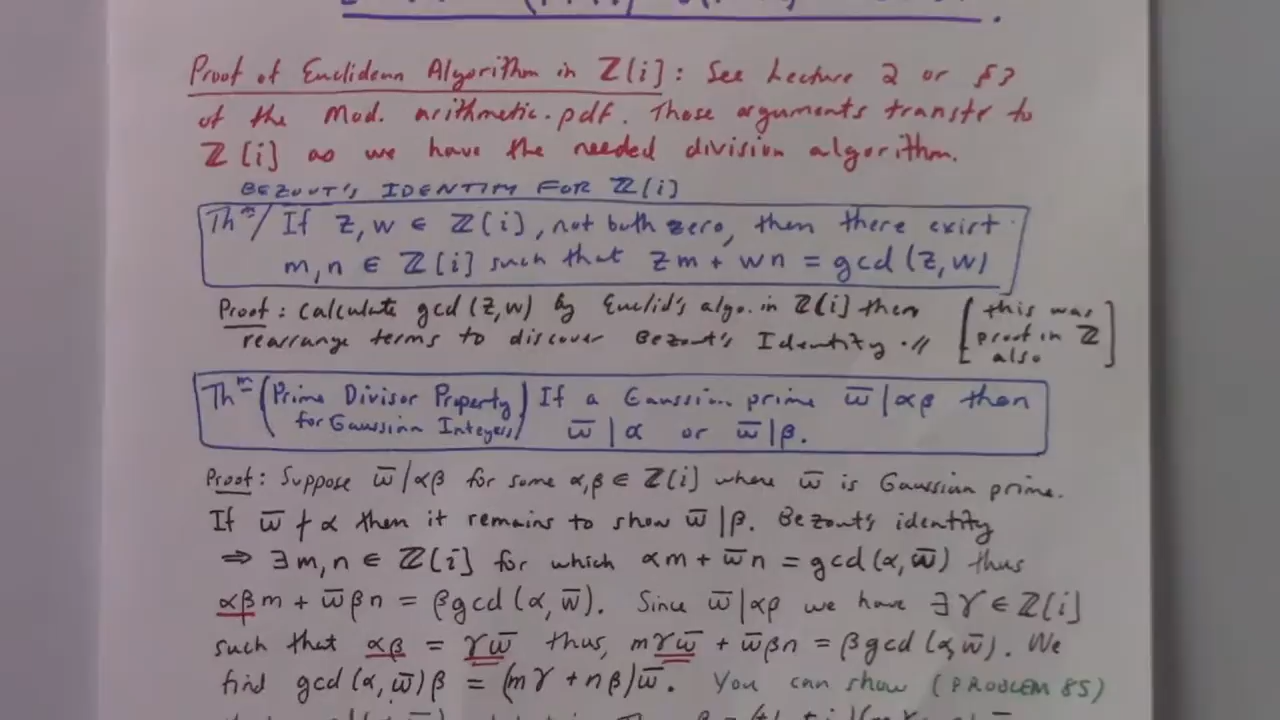 Proof of Euclidean Algorithm in ℤ[i] : See Lecture 2 or §3
of the Mod. arithmetic.pdf. Those arguments transfr to
ℤ[i] as we have the needed division algorithm.
BEZOUT'S IDENTITY FOR ℤ[i]
Thᵐ/ If z, w ∈ ℤ[i], not both zero, then there exist
m, n ∈ ℤ[i] such that zm + wn = gcd(z,w)
Proof : calculate gcd(z,w) by Euclid's algo. in ℤ[i] then
rearrange terms to discover Bezout's Identity. //
[this was
proof in ℤ
also]
Thᵐ (Prime Divisor Property
for Gaussian Integers) If a Gaussian prime ϖ | αβ then
ϖ | α or ϖ | β.
Proof : Suppose ϖ | αβ for some α, β ∈ ℤ[i] where ϖ is Gaussian prime.
If ϖ ∤ α then it remains to show ϖ | β. Bezout's identity
⇒ ∃ m, n ∈ ℤ[i] for which αm + ϖn = gcd(α, ϖ) thus
αβm + ϖβn = βgcd(α, ϖ). Since ϖ | αβ we have ∃ γ ∈ ℤ[i]
such that αβ = γϖ thus, mγϖ + ϖβn = βgcd(α, ϖ). We
find gcd(α, ϖ)β = (mγ + nβ)ϖ. You can show (PROBLEM 85)